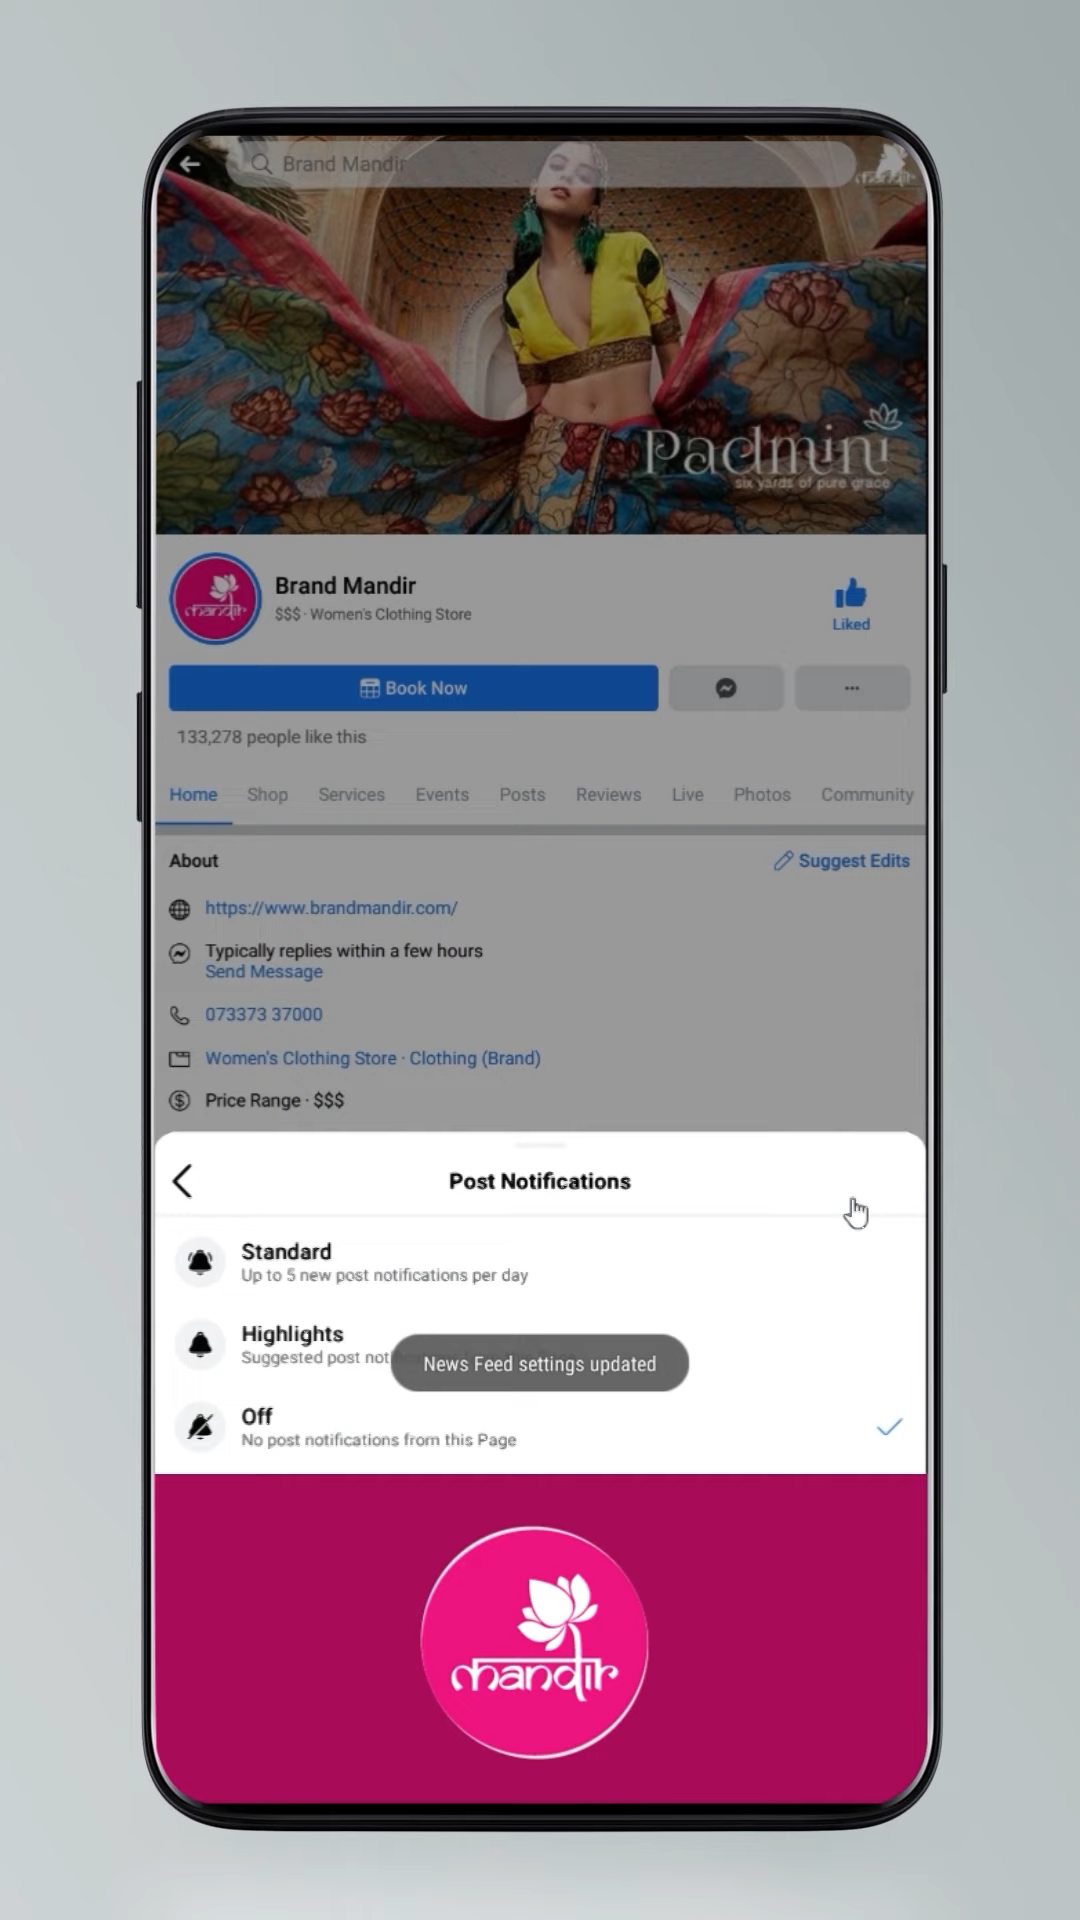 Brand Mandir
mandir
Padmini
six yards of pure grace
mandir
Brand Mandir
$$$ · Women's Clothing Store
Liked
Book Now
133,278 people like this
Home Shop Services Events Posts Reviews Live Photos Community
About
Suggest Edits
https://www.brandmandir.com/
Typically replies within a few hours
Send Message
073373 37000
Women's Clothing Store · Clothing (Brand)
Price Range · $$$
Post Notifications
Standard
Up to 5 new post notifications per day
Highlights
Suggested post
News Feed settings updated
Off
No post notifications from this Page
mandir